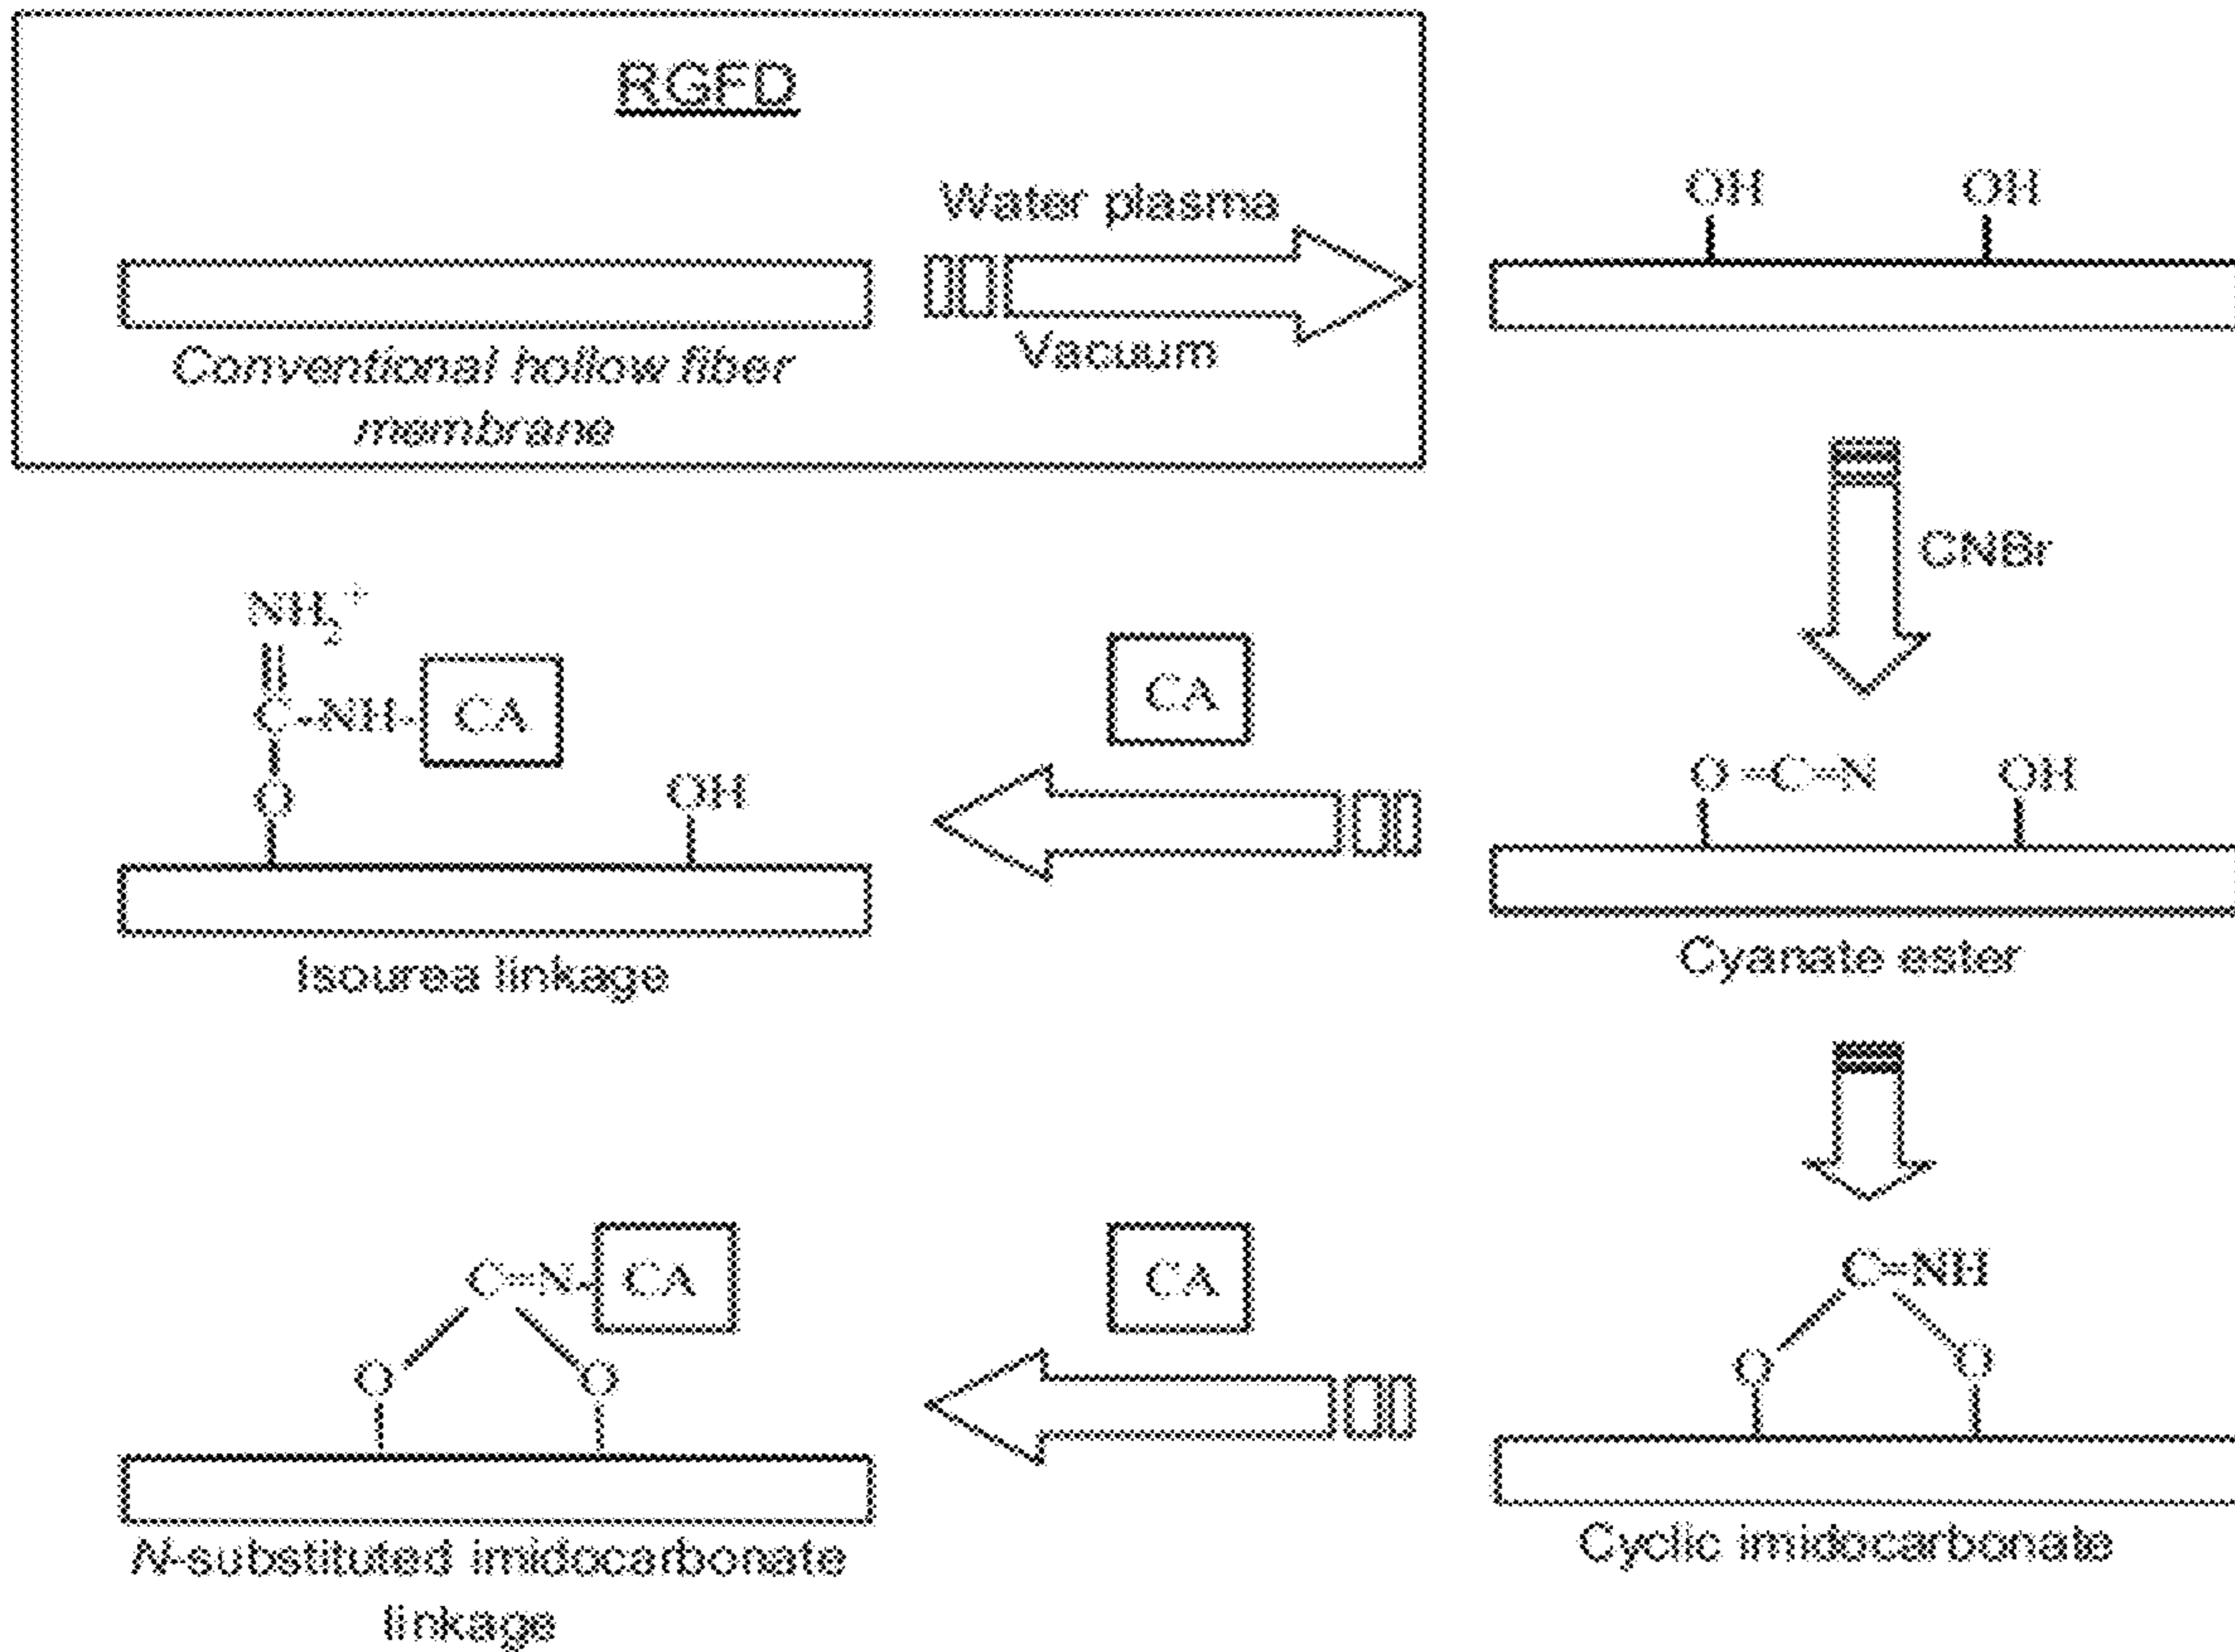 RGFD
Water plasma
Vacuum
Conventional hollow fiber
membrane
OH OH
CNBr
NH2+
C-NH-CA
O
OH
CA
O-C=N OH
Isourea linkage
Cyanate ester
C=N-CA
O O
CA
C=NH
O O
N-substituted imidocarbonate
linkage
Cyclic imidocarbonate